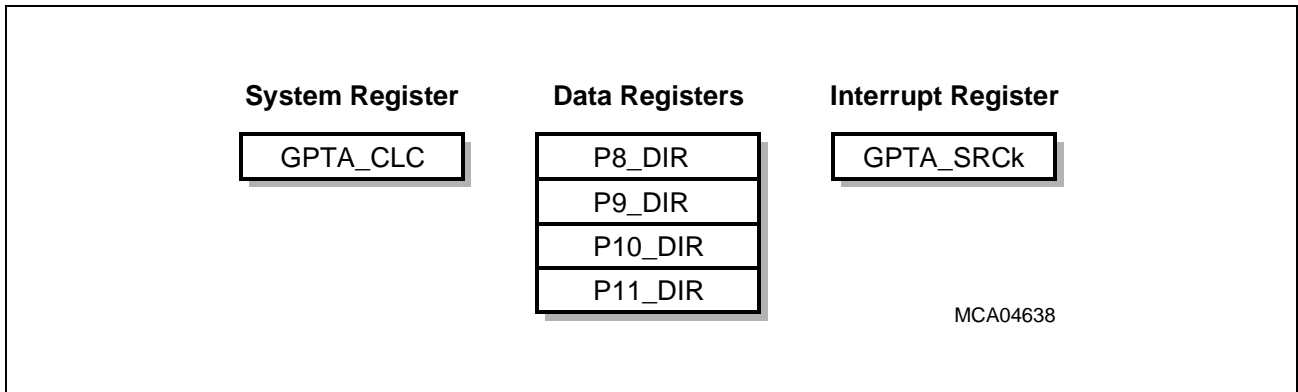 System Register
GPTA_CLC
Data Registers
P8_DIR
P9_DIR
P10_DIR
P11_DIR
Interrupt Register
GPTA_SRCk
MCA04638